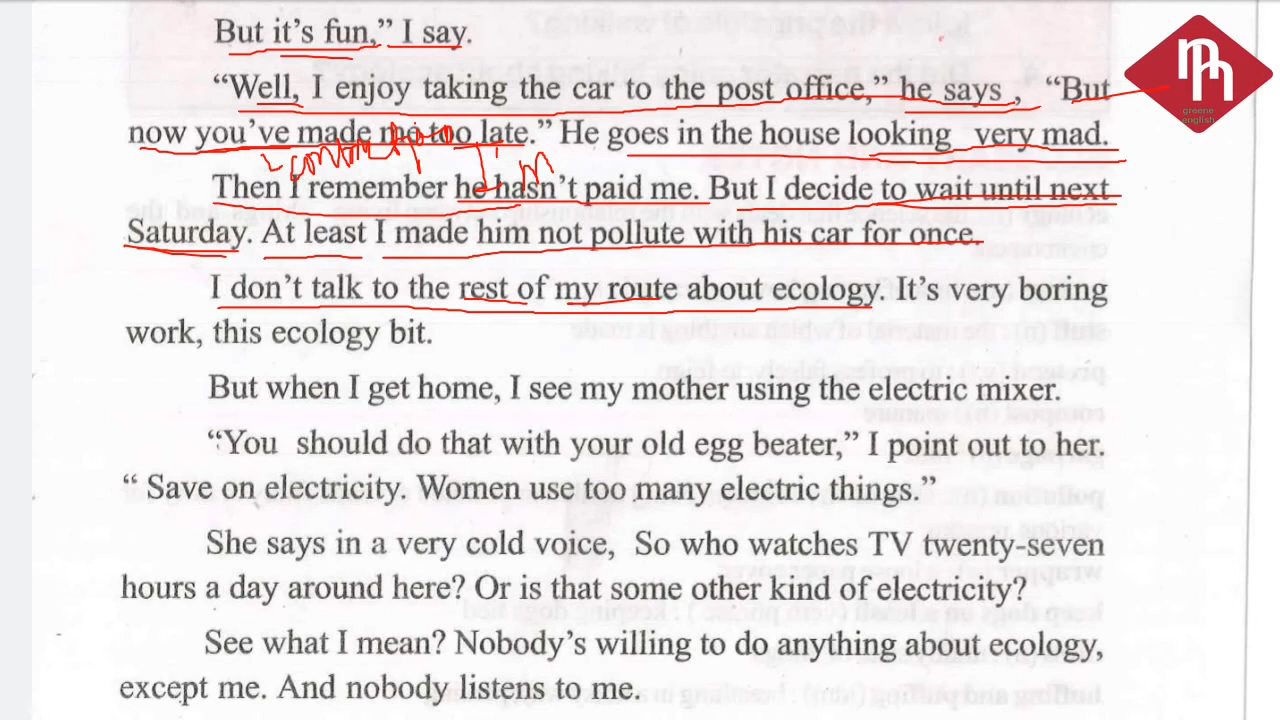 But it's fun,” I say.
“Well, I enjoy taking the car to the post office,” he says , “But
now you've made me too late.” He goes in the house looking very mad.
Then I remember he hasn't paid me. But I decide to wait until next
Saturday. At least I made him not pollute with his car for once.
I don't talk to the rest of my route about ecology. It's very boring
work, this ecology bit.
But when I get home, I see my mother using the electric mixer.
“You should do that with your old egg beater,” I point out to her.
“ Save on electricity. Women use too many electric things.”
She says in a very cold voice, So who watches TV twenty-seven
hours a day around here? Or is that some other kind of electricity?
See what I mean? Nobody's willing to do anything about ecology,
except me. And nobody listens to me.
greene
english
I'm